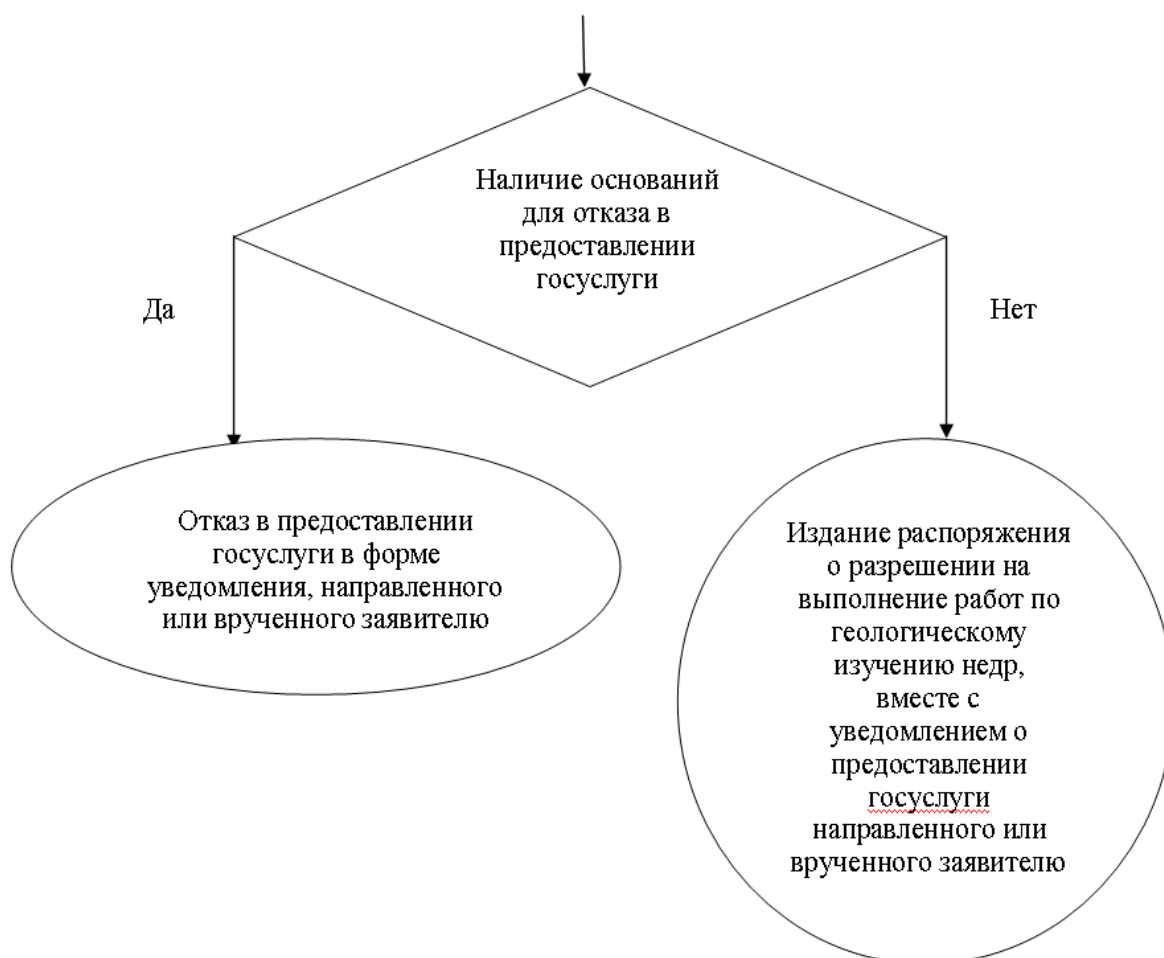 Наличие оснований
для отказа в
предоставлении
госуслуги
Да
Нет
Отказ в предоставлении
госуслуги в форме
уведомления, направленного
или врученного заявителю
Издание распоряжения
о разрешении на
выполнение работ по
геологическому
изучению недр,
вместе с
уведомлением о
предоставлении
госуслуги
направленного или
врученного заявителю